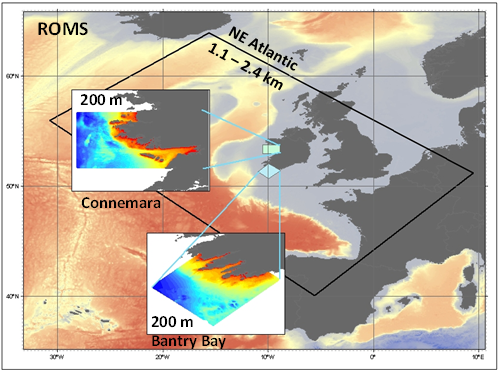 ROMS
NE Atlantic
1.1 – 2.4 km
60°N
200 m
50°N
Connemara
40°N
200 m
Bantry Bay
30°W
20°W
10°W
0°
10°E